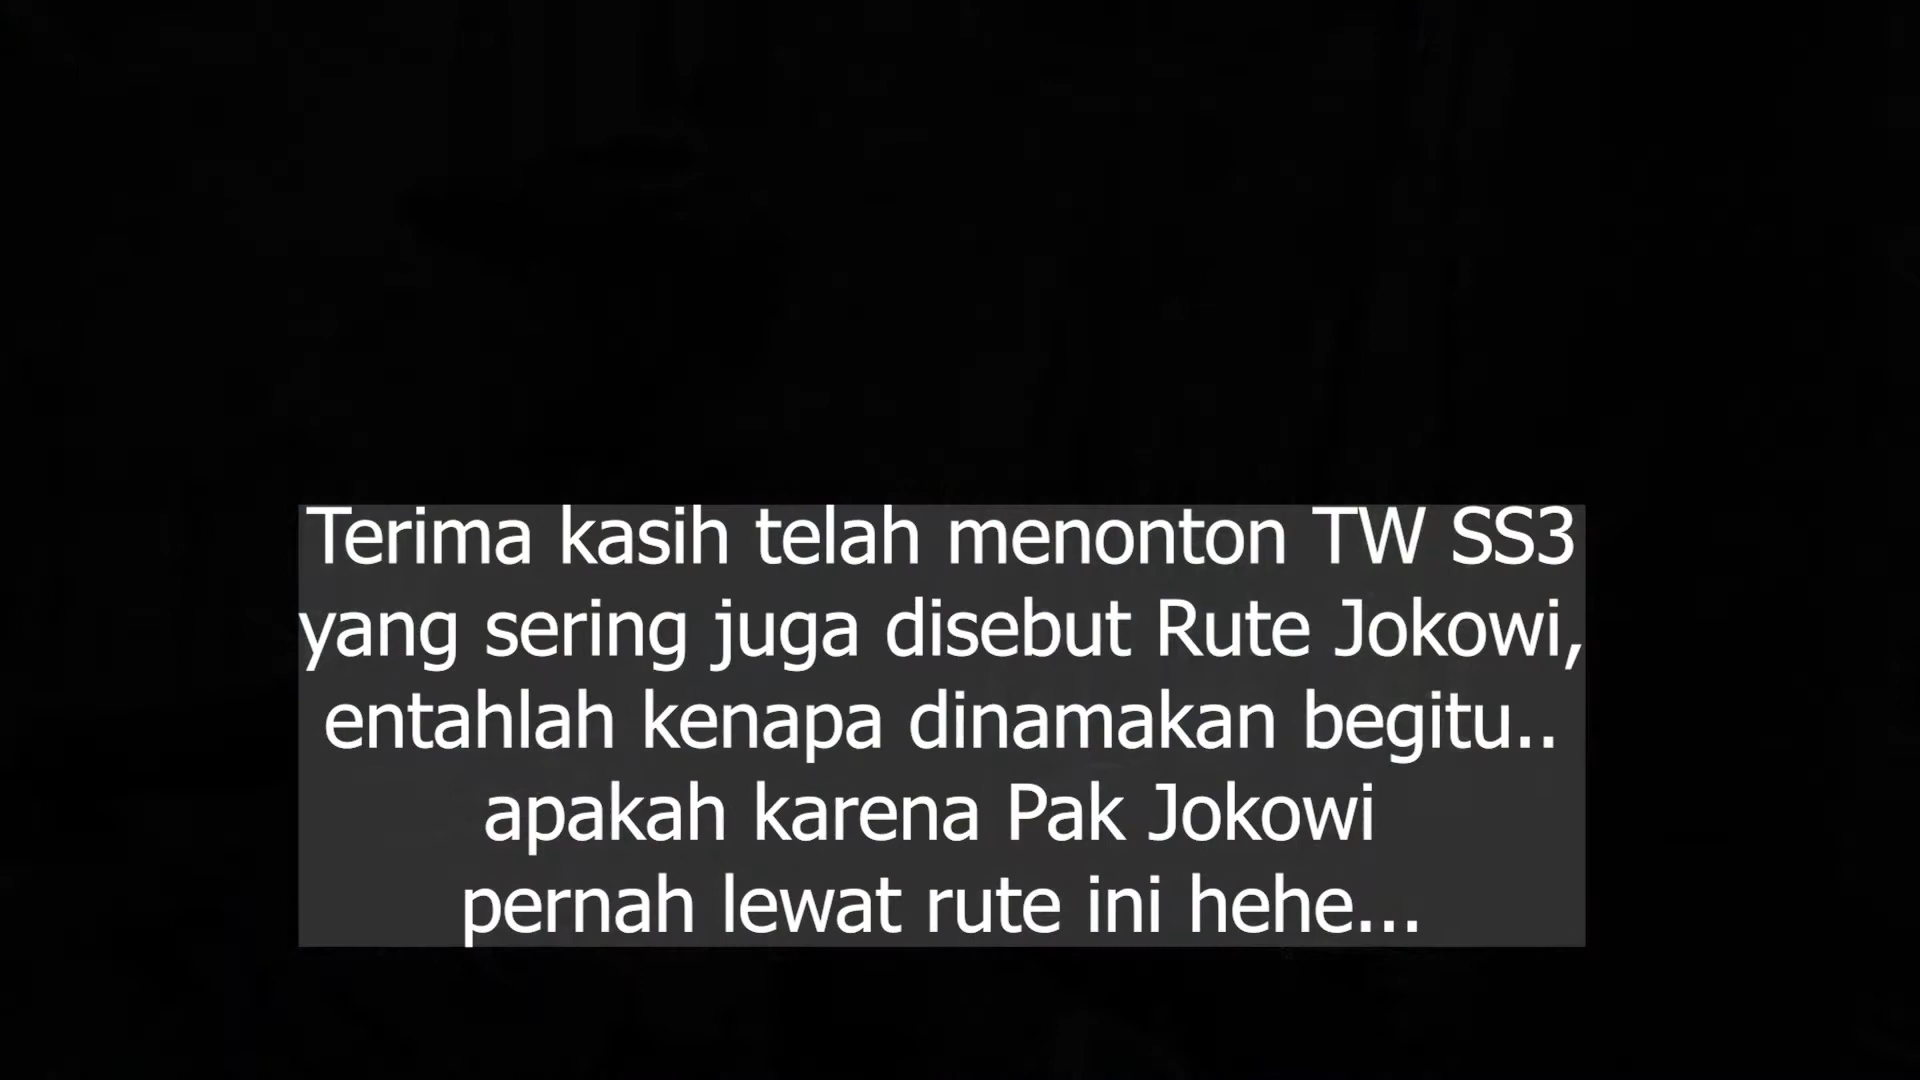 Terima kasih telah menonton TW SS3
yang sering juga disebut Rute Jokowi,
entahlah kenapa dinamakan begitu..
apakah karena Pak Jokowi
pernah lewat rute ini hehe...